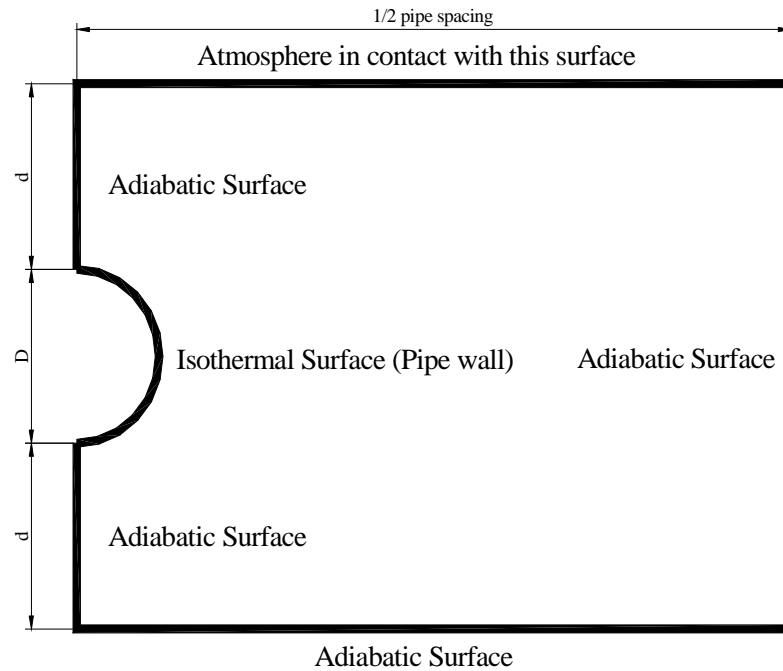 1/2 pipe spacing
Atmosphere in contact with this surface
d
Adiabatic Surface
D
Isothermal Surface (Pipe wall)
Adiabatic Surface
d
Adiabatic Surface
Adiabatic Surface